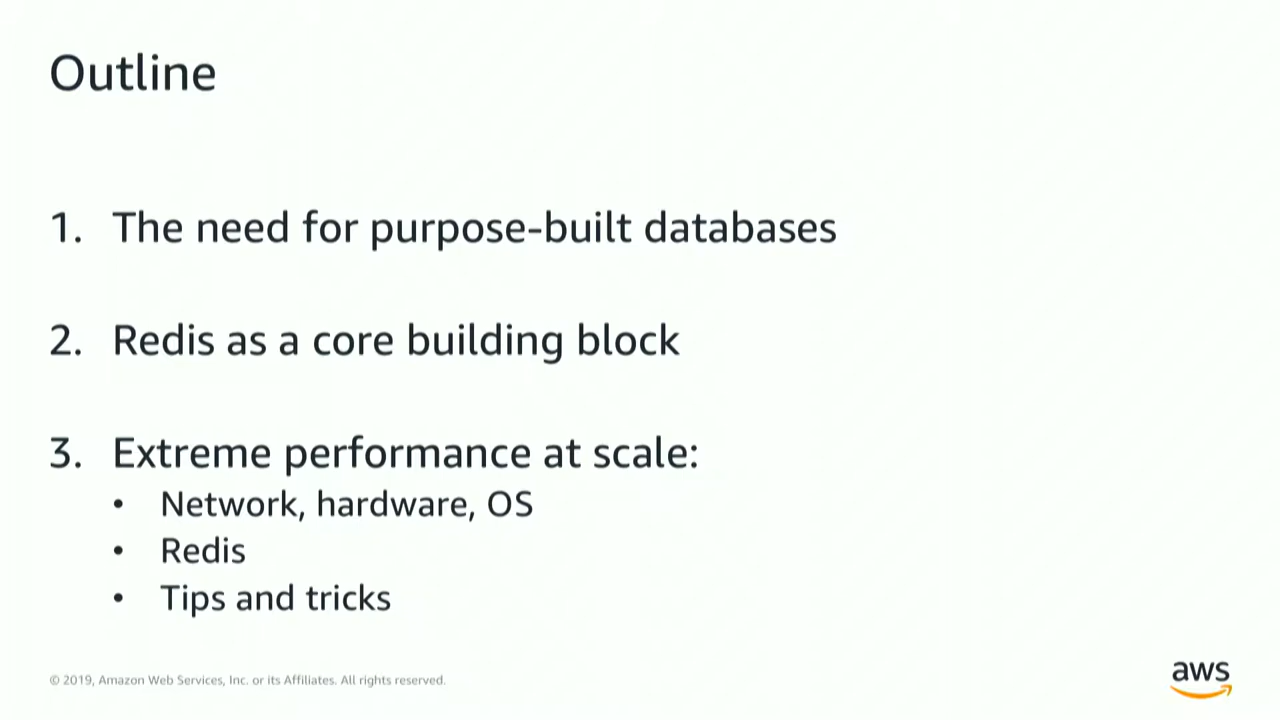 Outline
1. The need for purpose-built databases
2. Redis as a core building block
3. Extreme performance at scale:
• Network, hardware, OS
• Redis
• Tips and tricks
© 2019, Amazon Web Services, Inc. or its Affiliates. All rights reserved.
aws